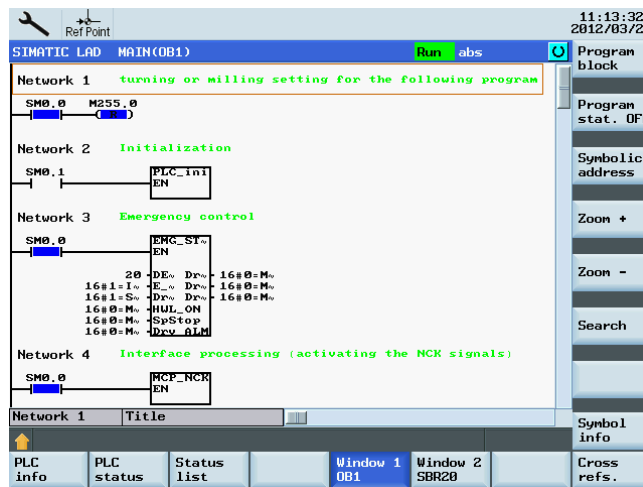 Ref Point
11:13:32
2012/03/2
SIMATIC LAD MAIN(OB1) Run abs
Program block
Network 1 turning or milling setting for the following program
SM0.0 M255.0
R
Program stat. OF
Network 2 Initialization
SM0.1 PLC_ini
EN
Symbolic address
Network 3 Emergency control
Zoom +
SM0.0 EMG_ST~
EN
20 DE~ Dr~ 16#0=M~
16#1=I~ E_~ Dr~ 16#0=M~
16#1=S~ Dr~ Dr~ 16#0=M~
16#0=M~ HWL_ON
16#0=M~ SpStop
16#0=M~ Drv_ALM
Zoom -
Search
Network 4 Interface processing (activating the NCK signals)
SM0.0 MCP_NCK
EN
Network 1 Title
Symbol info
PLC info
PLC status
Status list
Window 1 OB1
Window 2 SBR20
Cross refs.